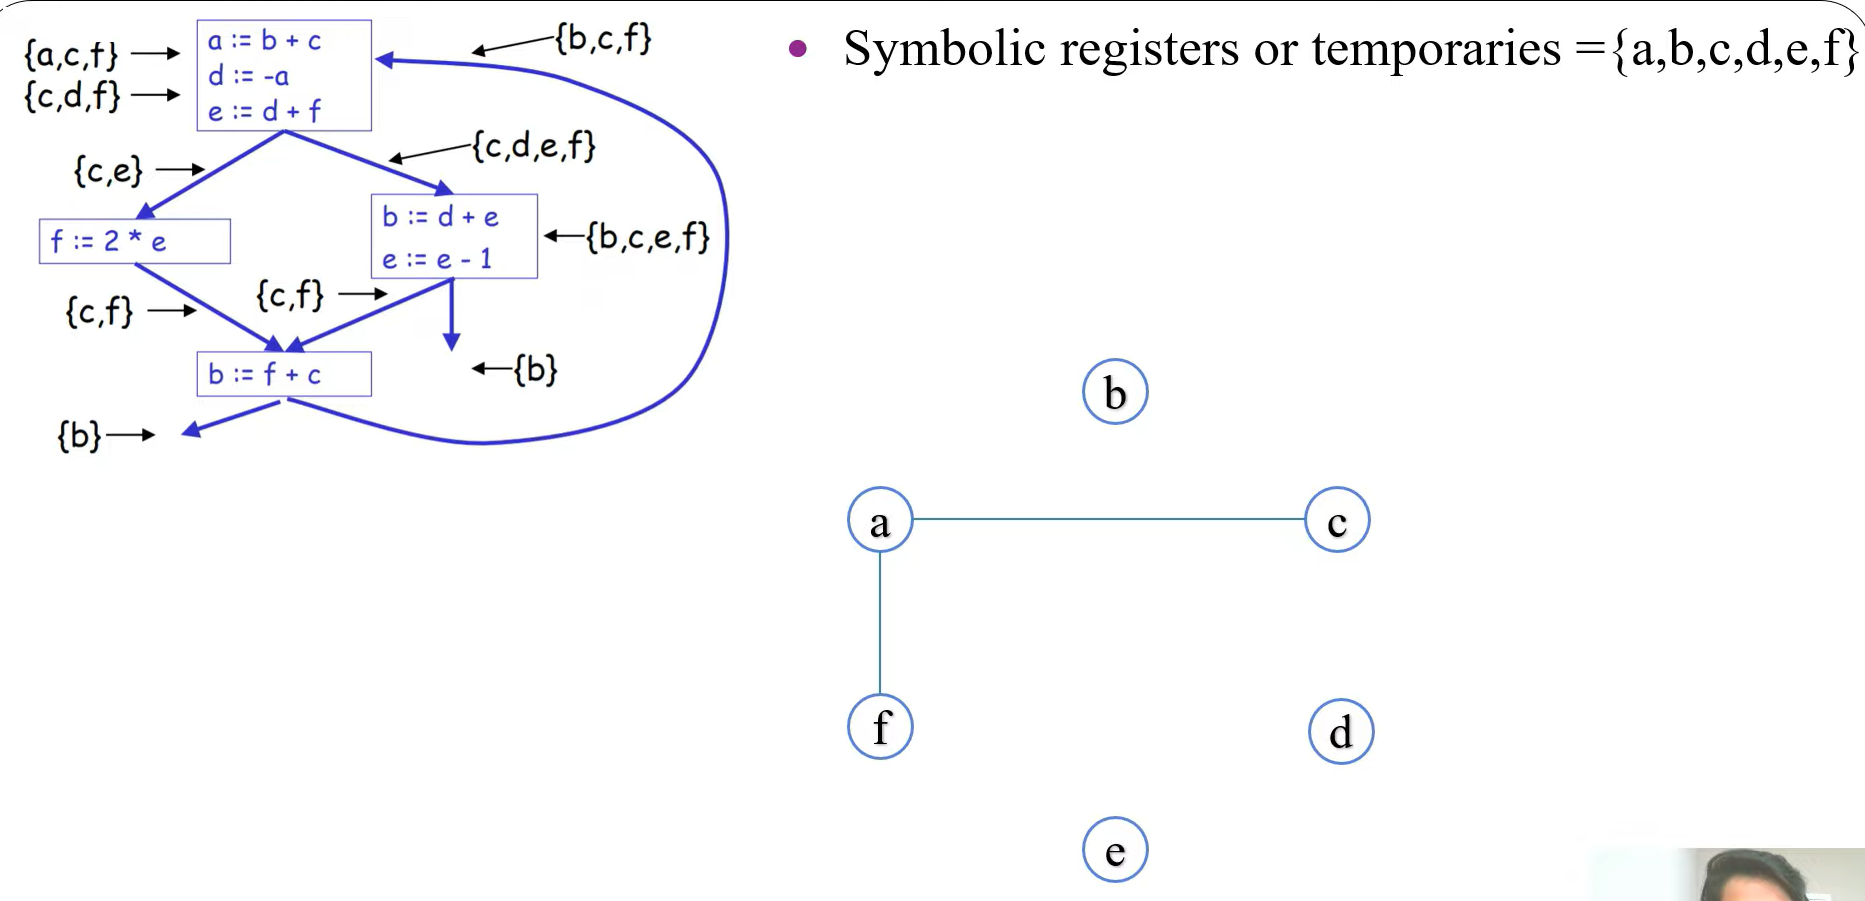 • Symbolic registers or temporaries ={a,b,c,d,e,f}
{b,c,f}
{a,c,f}
a := b + c
{c,d,f}
d := -a
e := d + f
{c,d,e,f}
{c,e}
b := d + e
f := 2 * e
{b,c,e,f}
e := e - 1
{c,f}
{c,f}
b := f + c
{b}
{b}
b
a
c
f
d
e